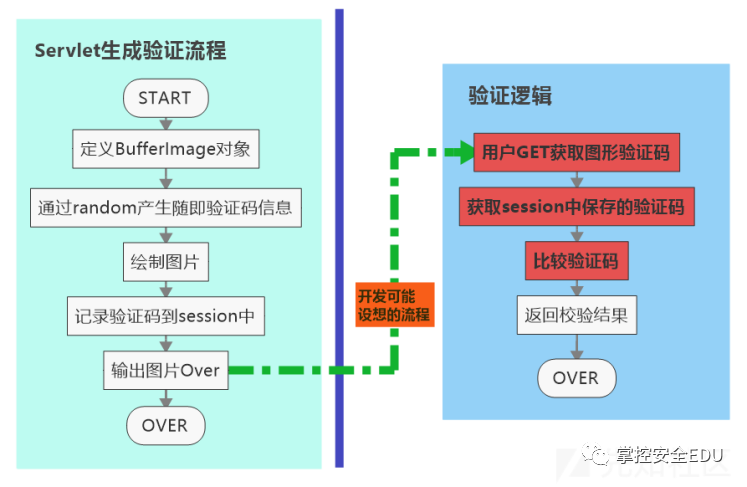 Servlet生成验证流程
START
定义BufferImage对象
通过random产生随即验证码信息
绘制图片
记录验证码到session中
输出图片Over
OVER
开发可能
设想的流程
验证逻辑
用户GET获取图形验证码
获取session中保存的验证码
比较验证码
返回校验结果
OVER
掌控安全EDU
先知社区